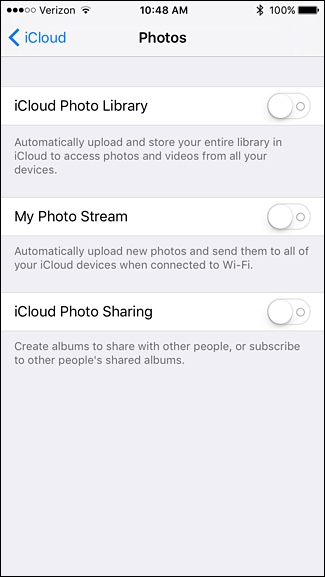 Verizon 10:48 AM 100%
iCloud Photos
iCloud Photo Library
Automatically upload and store your entire library in
iCloud to access photos and videos from all your
devices.
My Photo Stream
Automatically upload new photos and send them to all of
your iCloud devices when connected to Wi-Fi.
iCloud Photo Sharing
Create albums to share with other people, or subscribe
to other people's shared albums.